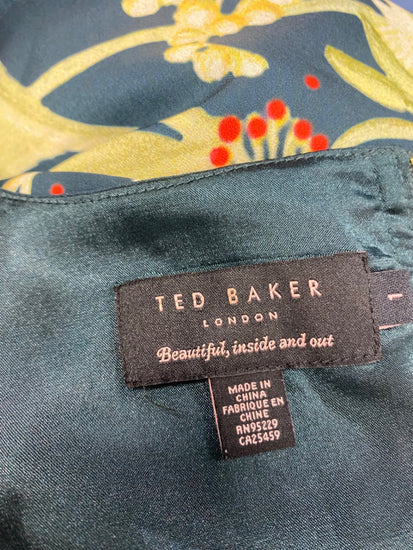 TED BAKER
LONDON
Beautiful, inside and out
1
MADE IN
CHINA
FABRIQUE EN
CHINE
RN95229
CA25459